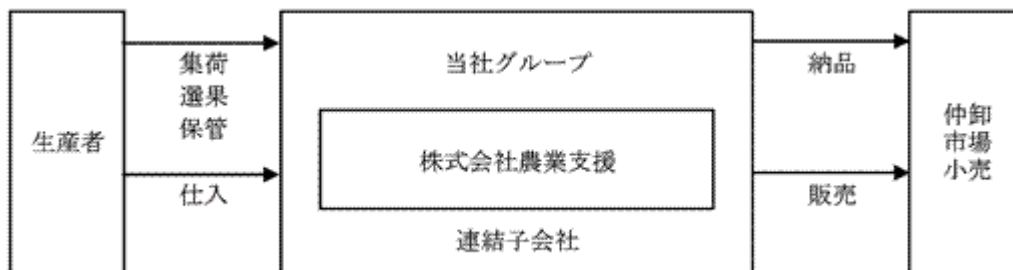 生産者
集荷
選果
保管
仕入
当社グループ
株式会社農業支援
連結子会社
納品
販売
仲卸
市場
小売